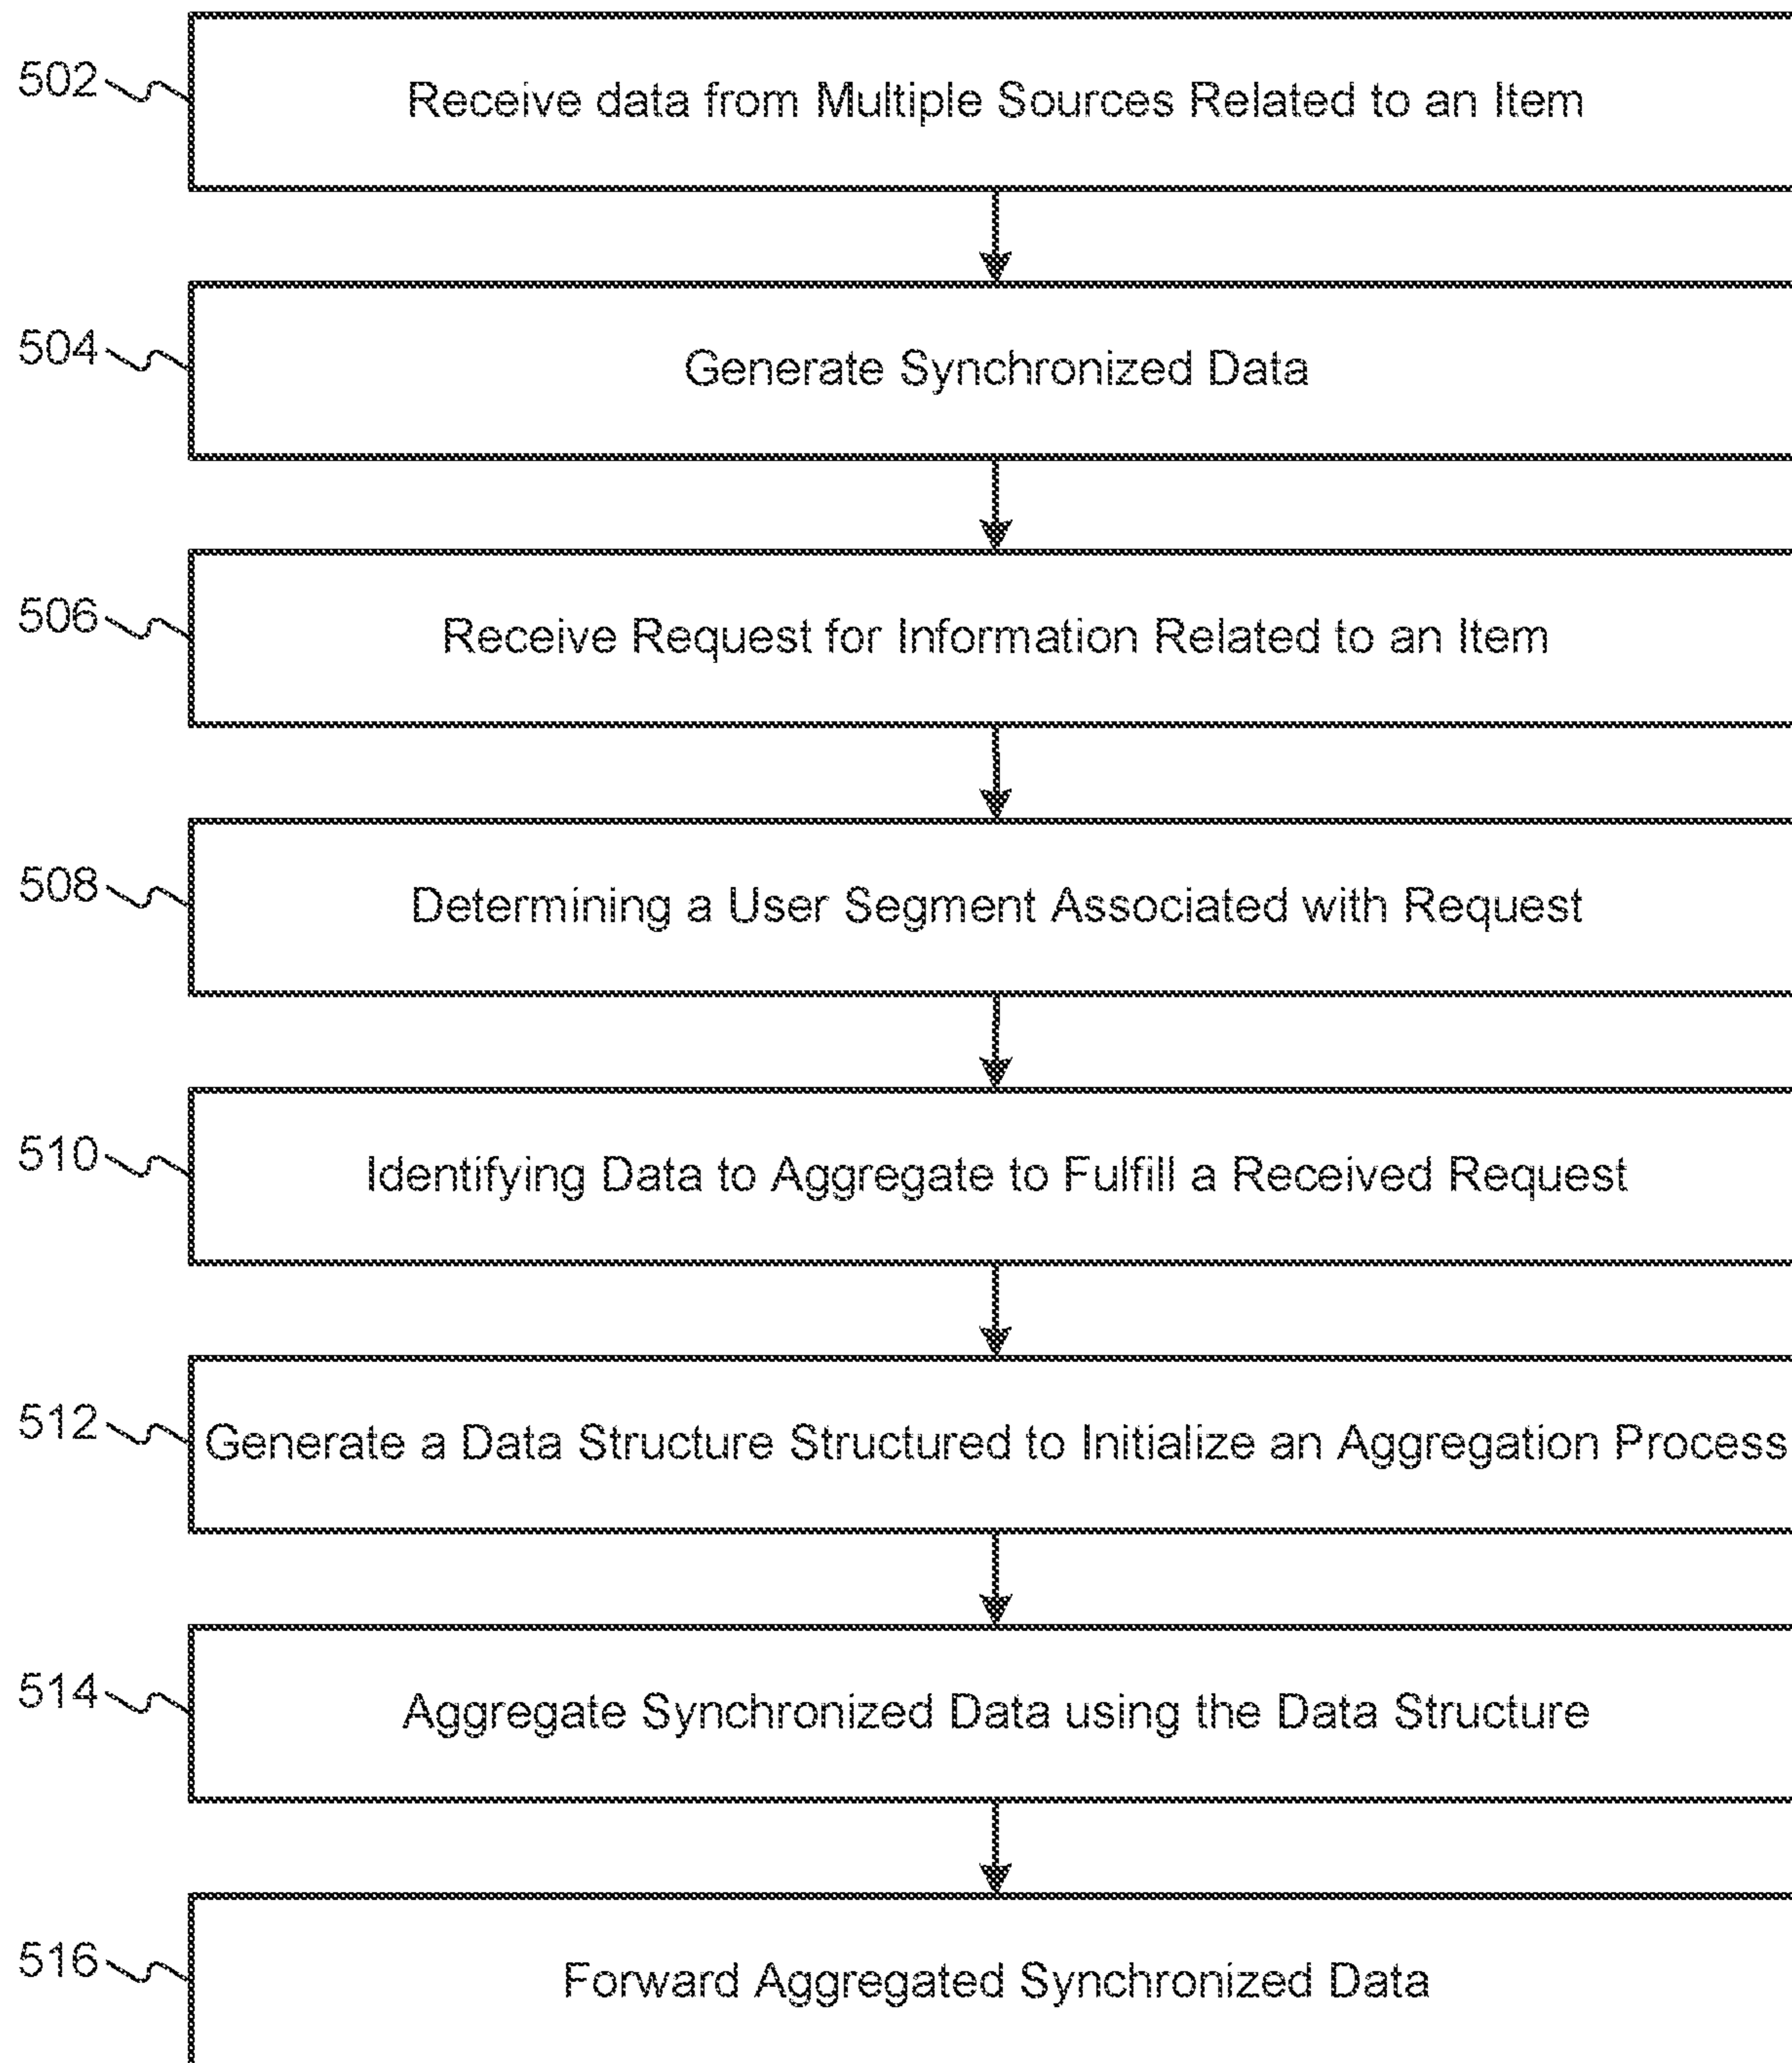 502
Receive data from Multiple Sources Related to an Item
504
Generate Synchronized Data
506
Receive Request for Information Related to an Item
508
Determining a User Segment Associated with Request
510
Identifying Data to Aggregate to Fulfill a Received Request
512
Generate a Data Structure Structured to Initialize an Aggregation Process
514
Aggregate Synchronized Data using the Data Structure
516
Forward Aggregated Synchronized Data